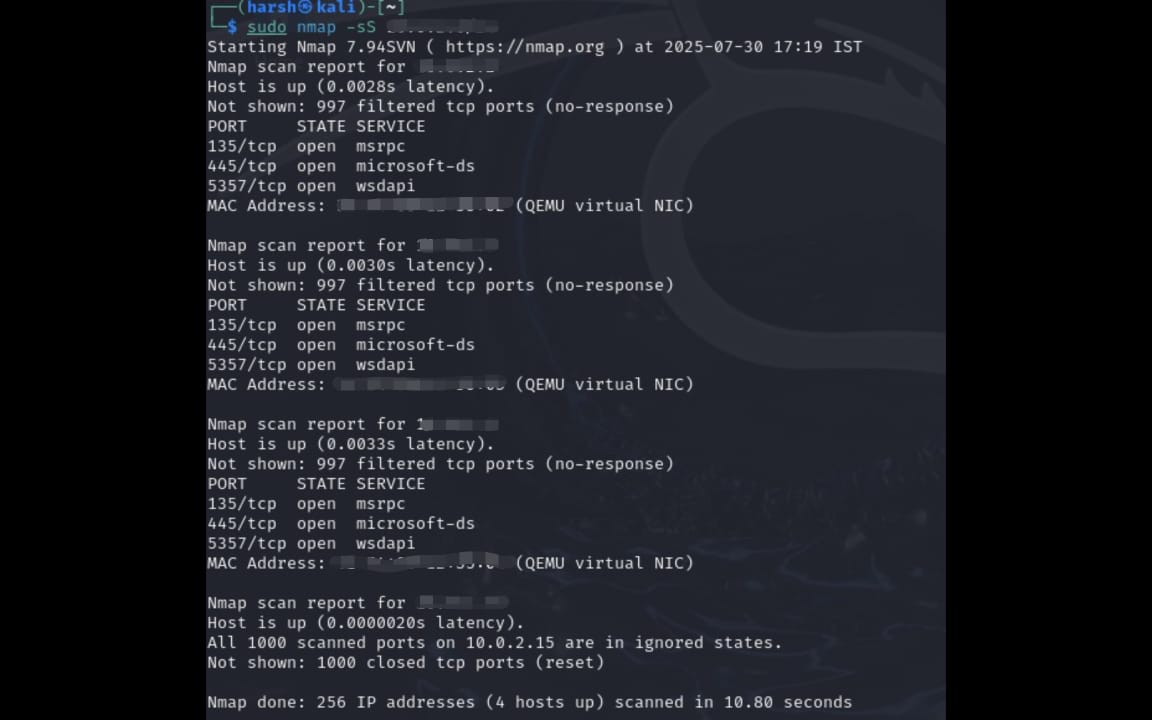 ┌──(harsh㉿kali)-[~]
└─$ sudo nmap -sS
Starting Nmap 7.94SVN ( https://nmap.org ) at 2025-07-30 17:19 IST
Nmap scan report for
Host is up (0.0028s latency).
Not shown: 997 filtered tcp ports (no-response)
PORT     STATE SERVICE
135/tcp  open  msrpc
445/tcp  open  microsoft-ds
5357/tcp open  wsdapi
MAC Address: (QEMU virtual NIC)
Nmap scan report for
Host is up (0.0030s latency).
Not shown: 997 filtered tcp ports (no-response)
PORT     STATE SERVICE
135/tcp  open  msrpc
445/tcp  open  microsoft-ds
5357/tcp open  wsdapi
MAC Address: (QEMU virtual NIC)
Nmap scan report for
Host is up (0.0033s latency).
Not shown: 997 filtered tcp ports (no-response)
PORT     STATE SERVICE
135/tcp  open  msrpc
445/tcp  open  microsoft-ds
5357/tcp open  wsdapi
MAC Address: (QEMU virtual NIC)
Nmap scan report for
Host is up (0.0000020s latency).
All 1000 scanned ports on 10.0.2.15 are in ignored states.
Not shown: 1000 closed tcp ports (reset)
Nmap done: 256 IP addresses (4 hosts up) scanned in 10.80 seconds